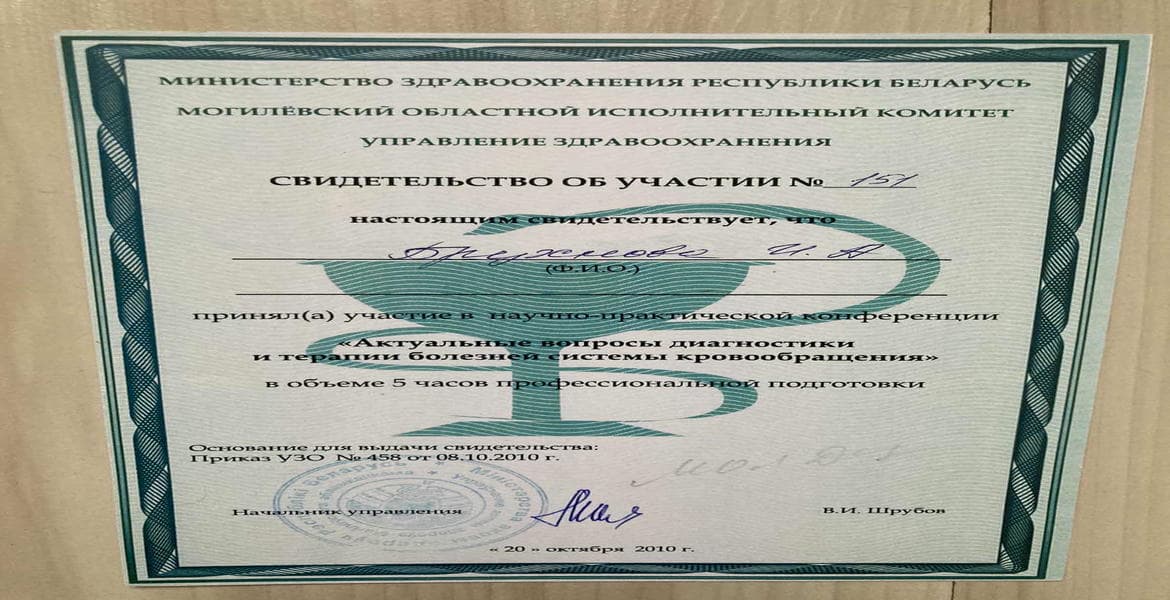 МИНИСТЕРСТВО ЗДРАВООХРАНЕНИЯ РЕСПУБЛИКИ БЕЛАРУСЬ
МОГИЛЁВСКИЙ ОБЛАСТНОЙ ИСПОЛНИТЕЛЬНЫЙ КОМИТЕТ
УПРАВЛЕНИЕ ЗДРАВООХРАНЕНИЯ
СВИДЕТЕЛЬСТВО ОБ УЧАСТИИ № 151
настоящим свидетельствует, что
И. А
(Ф.И.О.)
принял(а) участие в научно-практической конференции
«Актуальные вопросы диагностики
и терапии болезней системы кровообращения»
в объеме 5 часов профессиональной подготовки
Основание для выдачи свидетельства:
Приказ УЗО № 458 от 08.10.2010 г.
Начальник управления В.И. Шрубов
« 20 » октября 2010 г.